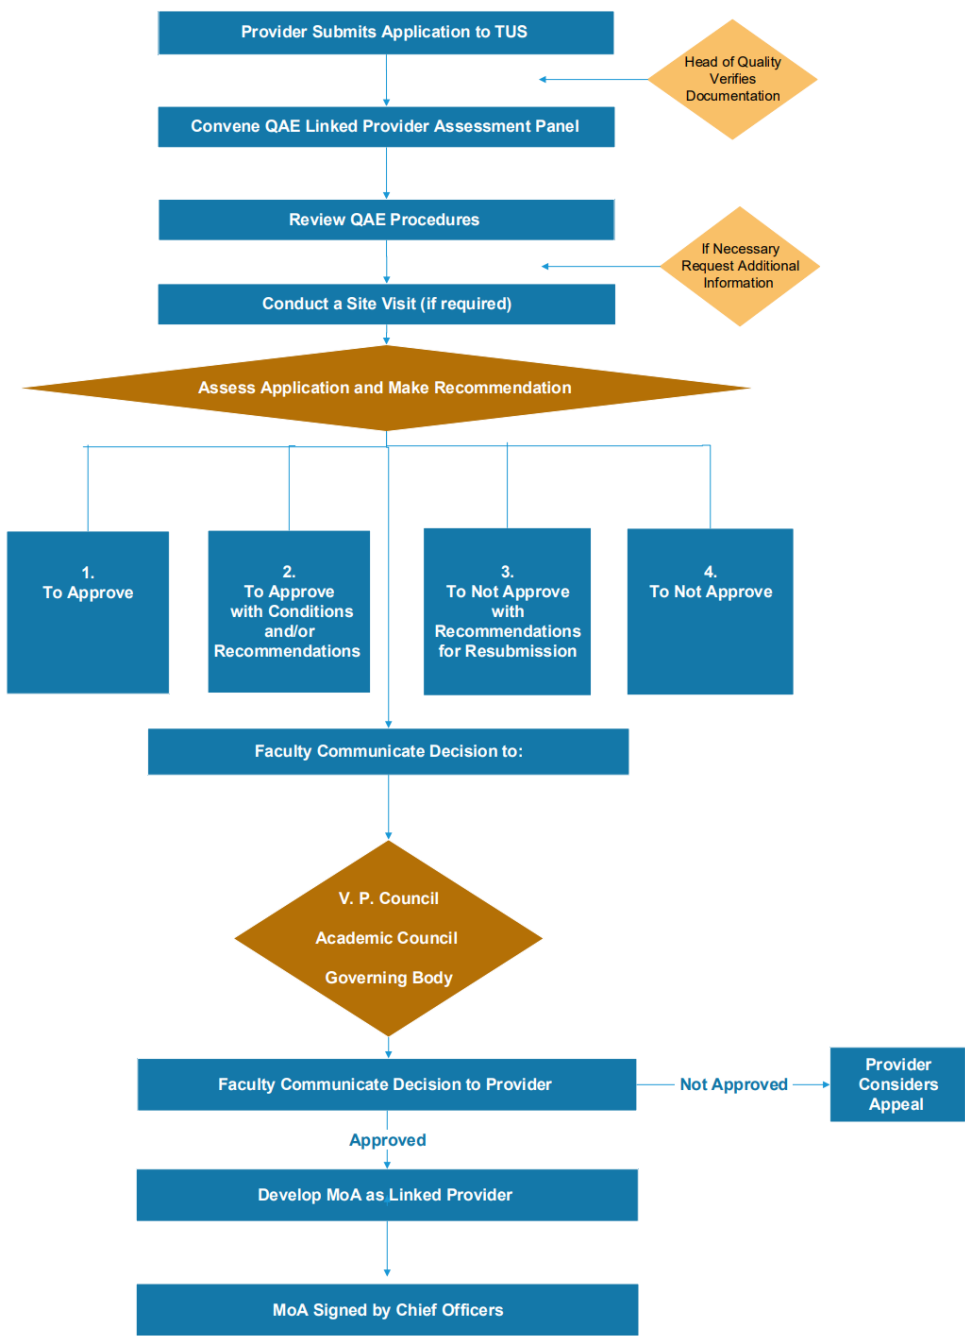 Provider Submits Application to TUS
Head of Quality
Verifies
Documentation
Convene QAE Linked Provider Assessment Panel
Review QAE Procedures
If Necessary
Request Additional
Information
Conduct a Site Visit (if required)
Assess Application and Make Recommendation
1.
To Approve
2.
To Approve
with Conditions
and/or
Recommendations
3.
To Not Approve
with
Recommendations
for Resubmission
4.
To Not Approve
Faculty Communicate Decision to:
V. P. Council
Academic Council
Governing Body
Faculty Communicate Decision to Provider
Not Approved
Provider
Considers
Appeal
Approved
Develop MoA as Linked Provider
MoA Signed by Chief Officers